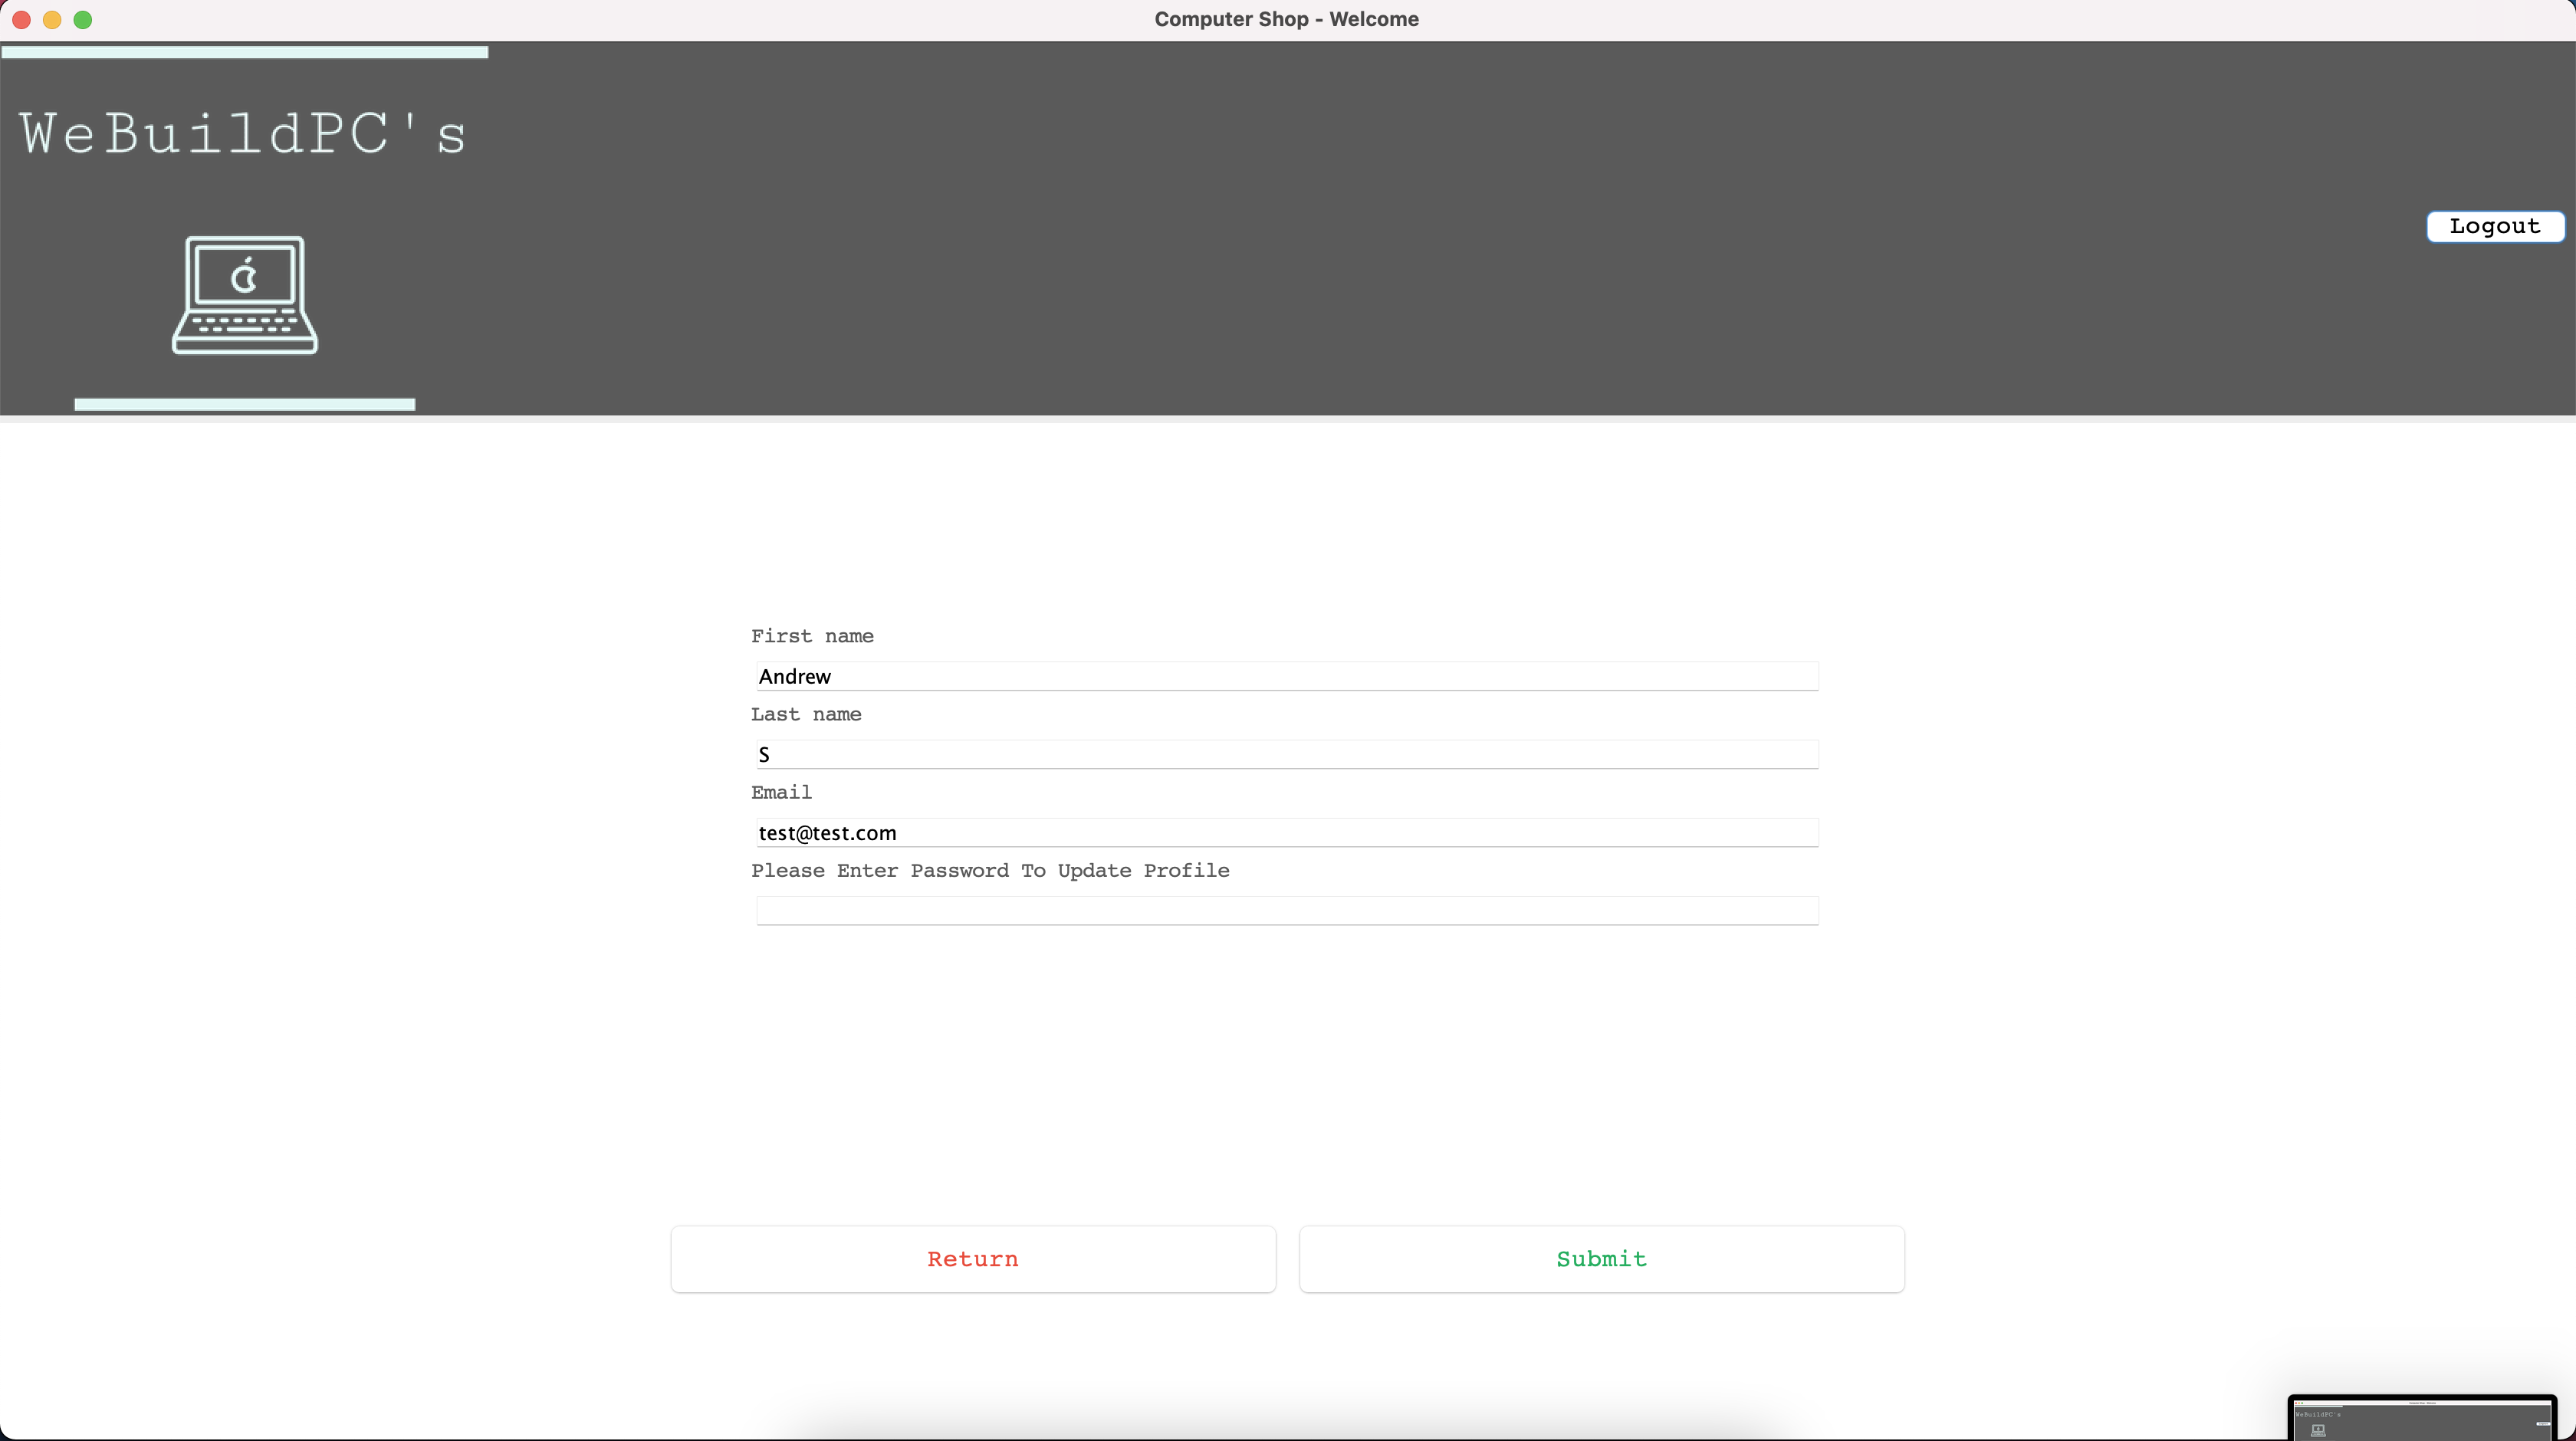 Computer Shop - Welcome
WeBuildPC's
Logout
First name
Andrew
Last name
S
Email
test@test.com
Please Enter Password To Update Profile
Return
Submit
WeBuildPC's